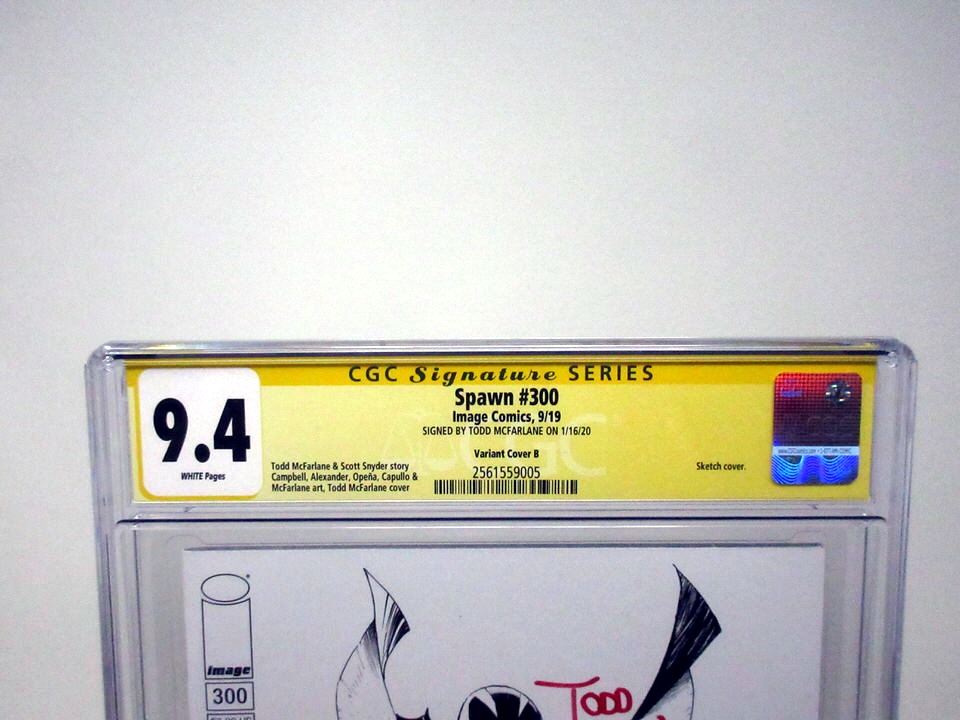 CGC Signature SERIES
9.4
WHITE Pages
Spawn #300
Image Comics, 9/19
SIGNED BY TODD MCFARLANE ON 1/16/20
Variant Cover B
2561559005
Todd McFarlane & Scott Snyder story
Campbell, Alexander, Opeña, Capullo &
McFarlane art, Todd McFarlane cover
Sketch cover.
image
300
TODD